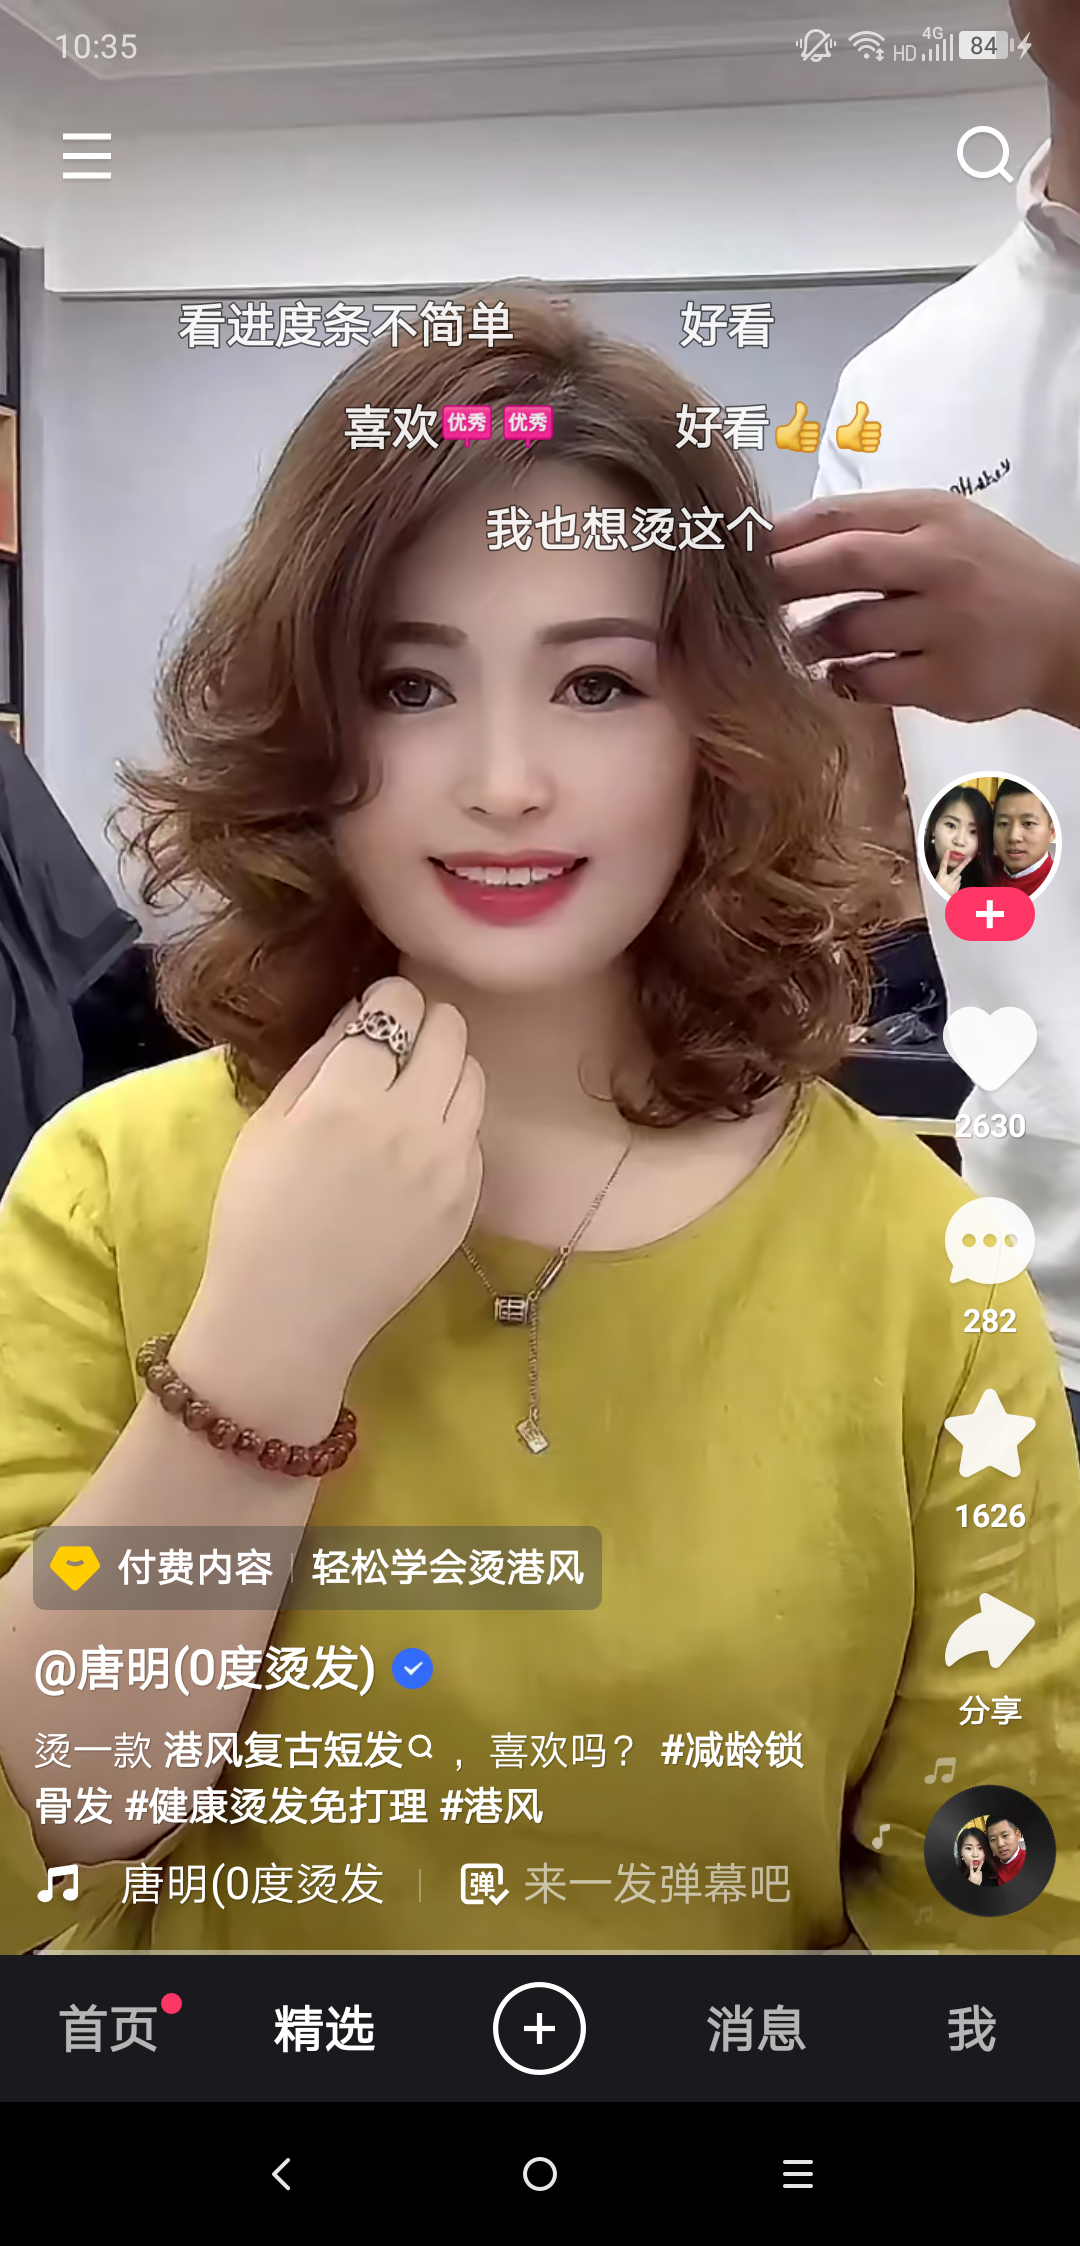 10:35
HD 4G 84
看进度条不简单 好看
喜欢优秀优秀 好看👍👍
我也想烫这个
2630
282
1626
付费内容 | 轻松学会烫港风
@唐明(0度烫发)
分享
烫一款 港风复古短发，喜欢吗？ #减龄锁
骨发 #健康烫发免打理 #港风
唐明(0度烫发 | 弹 来一发弹幕吧
首页 精选 消息 我